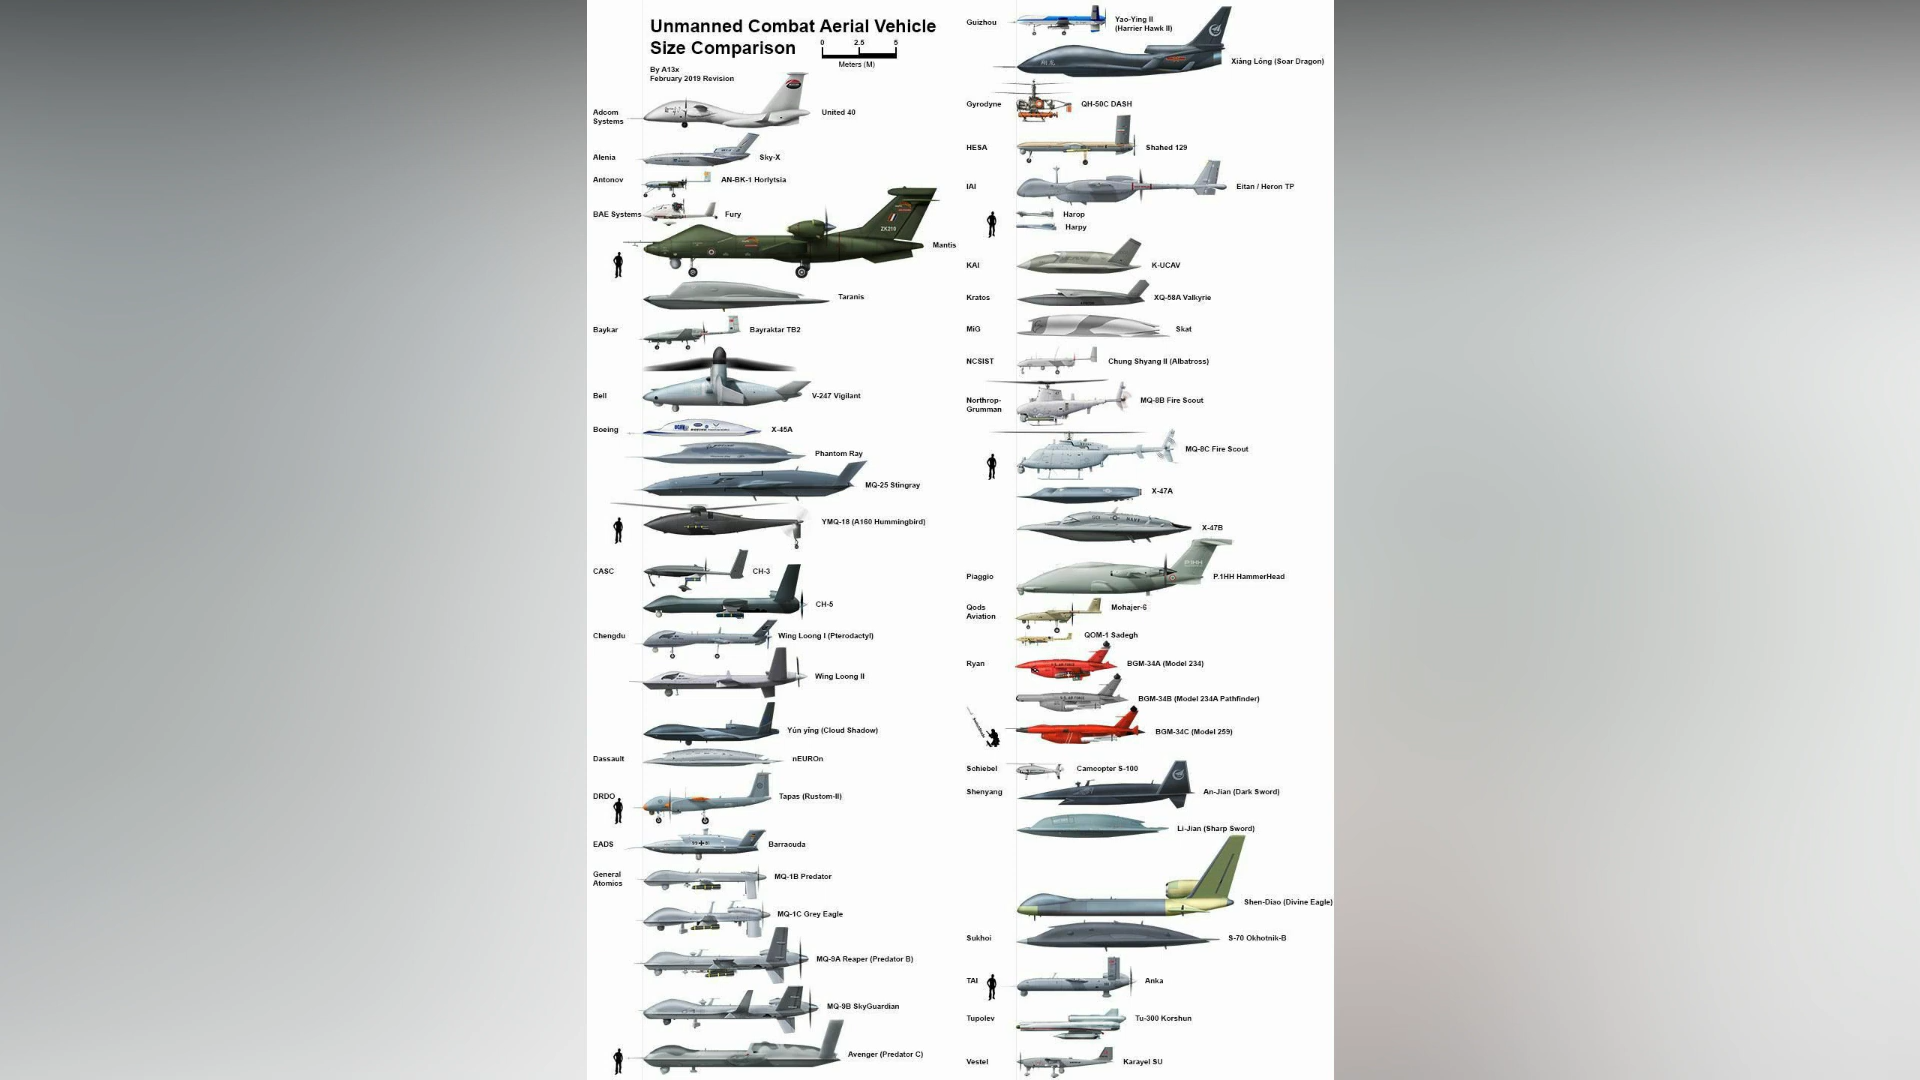 Unmanned Combat Aerial Vehicle
Size Comparison
0 2.5 5
Meters (M)
By A13x
February 2019 Revision
Adcom
Systems
United 40
Alenia
Sky-X
Antonov
AN-BK-1 Horlytsia
BAE Systems
Fury
ZK210
Mantis
Taranis
Baykar
Bayraktar TB2
Bell
V-247 Vigilant
Boeing
X-45A
Phantom Ray
MQ-25 Stingray
YMQ-18 (A160 Hummingbird)
CASC
CH-3
CH-5
Chengdu
Wing Loong I (Pterodactyl)
Wing Loong II
Yún yǐng (Cloud Shadow)
Dassault
nEUROn
DRDO
Tapas (Rustom-II)
EADS
Barracuda
General
Atomics
MQ-1B Predator
MQ-1C Grey Eagle
MQ-9A Reaper (Predator B)
MQ-9B SkyGuardian
Avenger (Predator C)
Guizhou
Yao-Ying II
(Harrier Hawk II)
Xiáng Lóng (Soar Dragon)
Gyrodyne
QH-50C DASH
HESA
Shahed 129
IAI
Eitan / Heron TP
Harop
Harpy
KAI
K-UCAV
Kratos
XQ-58A Valkyrie
MiG
Skat
NCSIST
Chung Shyang II (Albatross)
Northrop-
Grumman
MQ-8B Fire Scout
MQ-8C Fire Scout
X-47A
X-47B
Piaggio
P.1HH HammerHead
Qods
Aviation
Mohajer-6
QOM-1 Sadegh
Ryan
BGM-34A (Model 234)
BGM-34B (Model 234A Pathfinder)
BGM-34C (Model 259)
Schiebel
Camcopter S-100
Shenyang
An-Jian (Dark Sword)
Li-Jian (Sharp Sword)
Shen-Diao (Divine Eagle)
Sukhoi
S-70 Okhotnik-B
TAI
Anka
Tupolev
Tu-300 Korshun
Vestel
Karayel SU